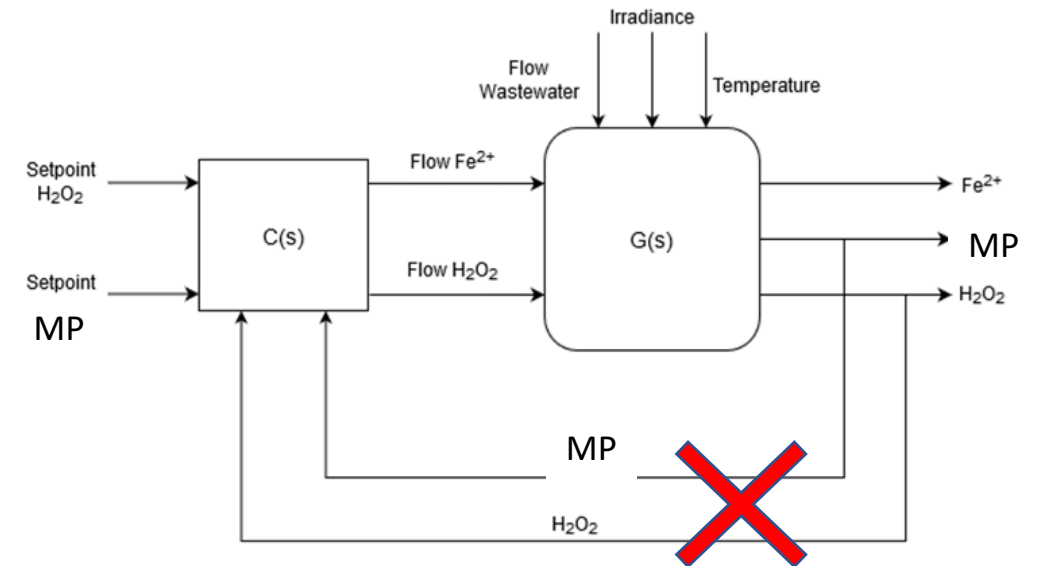 Irradiance
Flow
Wastewater
Temperature
Setpoint
H₂O₂
Flow Fe²⁺
Fe²⁺
C(s)
G(s)
MP
Setpoint
MP
Flow H₂O₂
H₂O₂
MP
H₂O₂